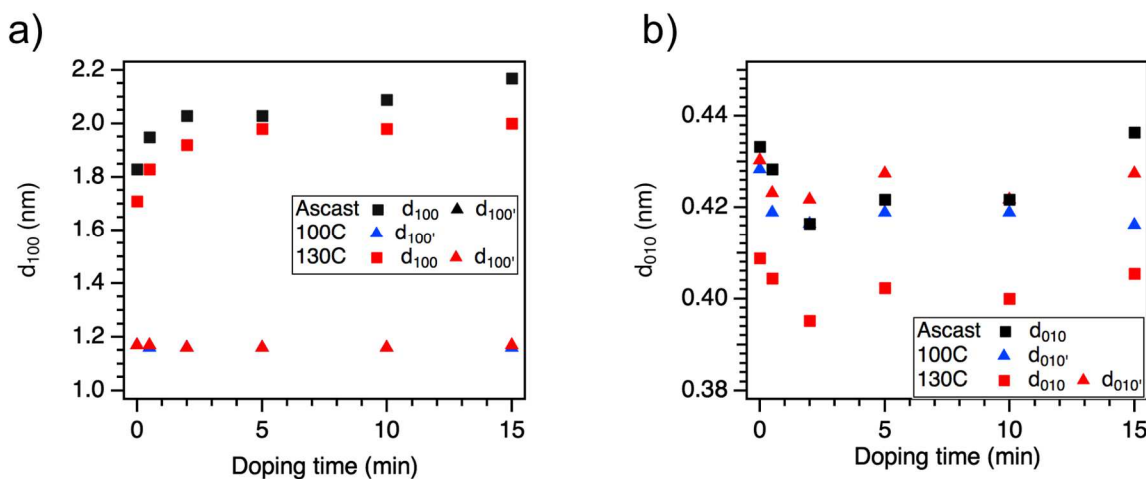 a)
2.2
2.0
1.8
1.6
1.4
1.2
1.0
d100 (nm)
Ascast d100 d100'
100C d100'
130C d100 d100'
0 5 10 15
Doping time (min)
b)
0.44
0.42
0.40
0.38
d010 (nm)
Ascast d010
100C d010'
130C d010 d010'
0 5 10 15
Doping time (min)